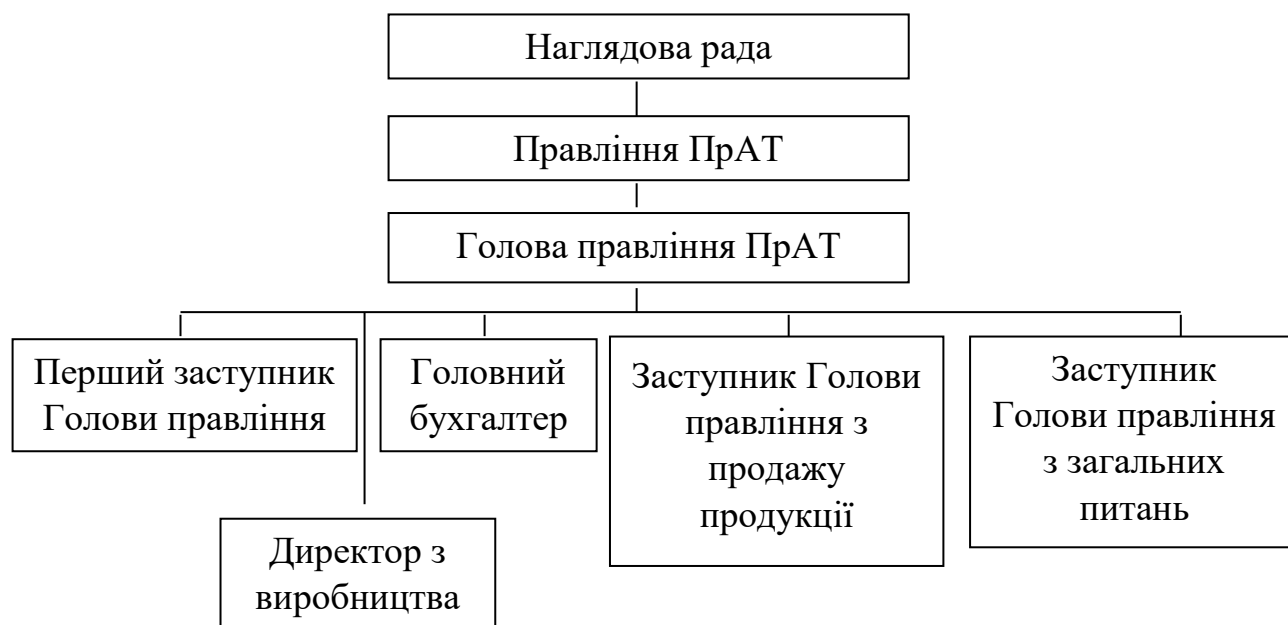 Наглядова рада
Правління ПрАТ
Голова правління ПрАТ
Перший заступник
Голови правління
Головний
бухгалтер
Заступник Голови
правління з
продажу
продукції
Заступник
Голови правління
з загальних
питань
Директор з
виробництва